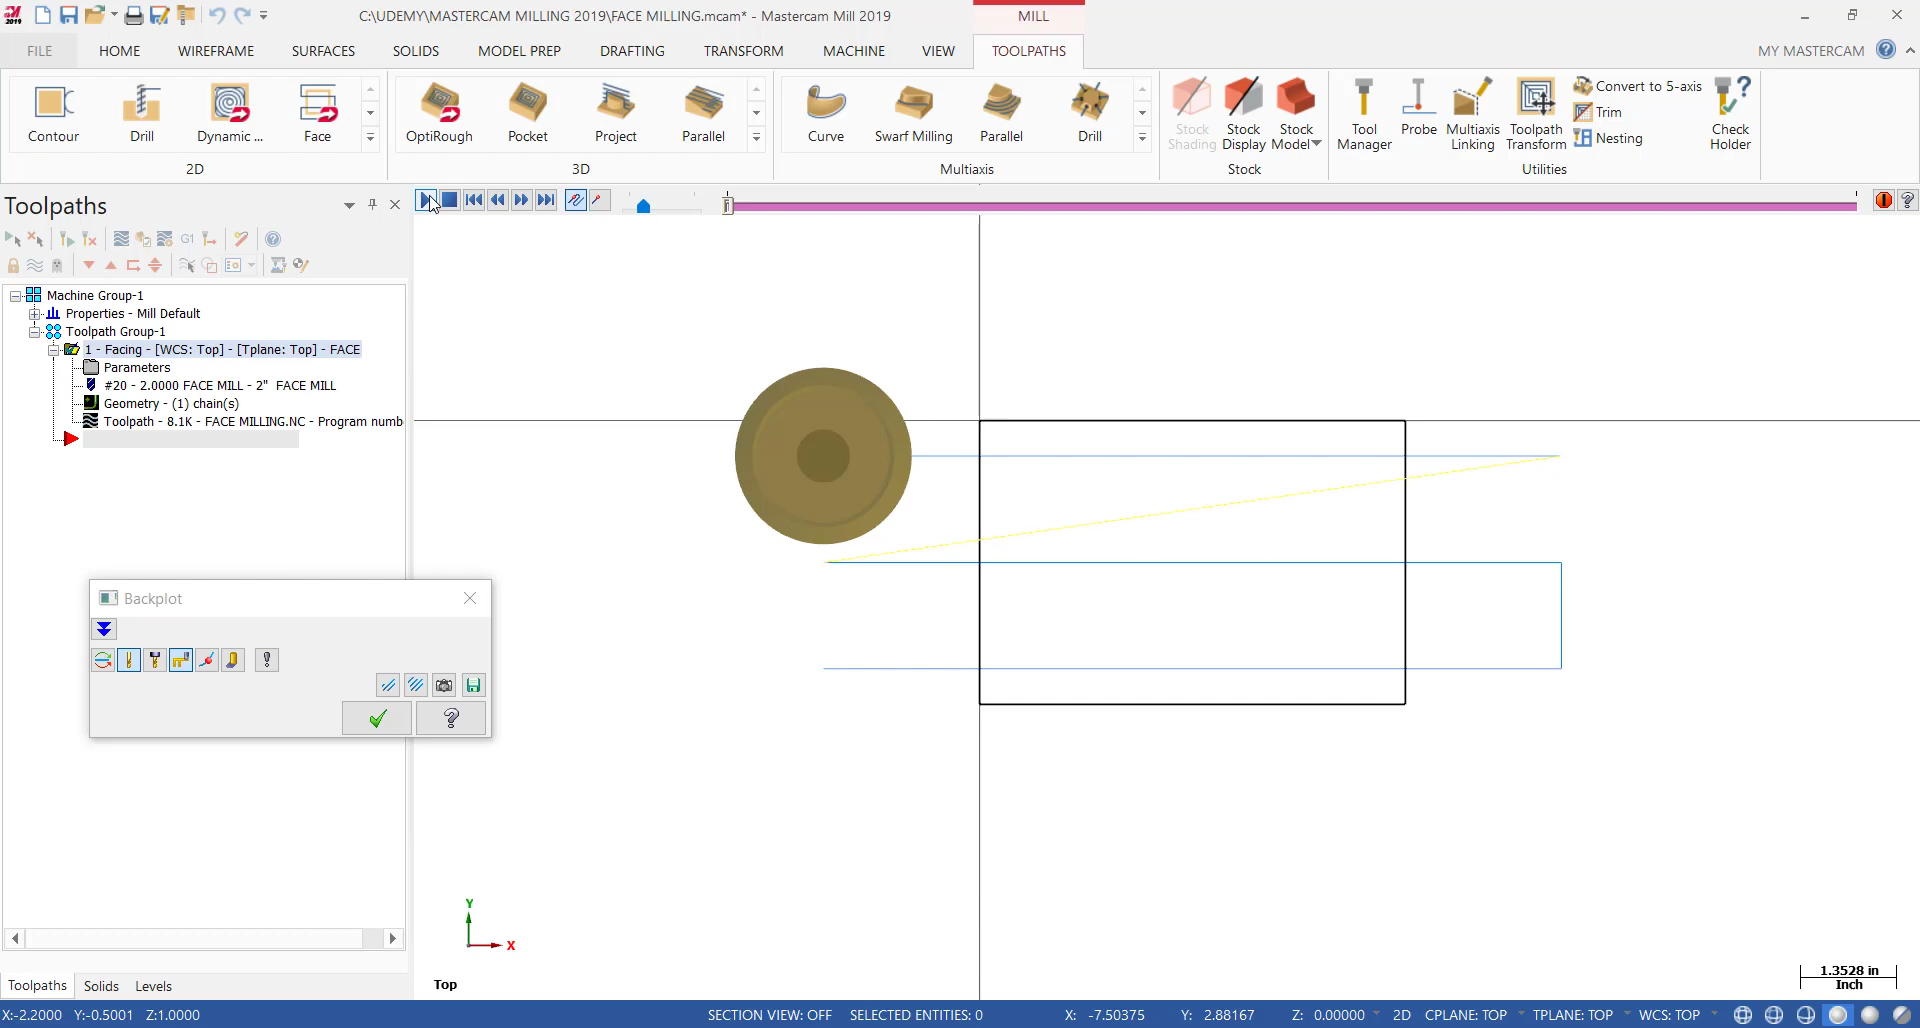 C:\UDEMY\MASTERCAM MILLING 2019\FACE MILLING.mcam* - Mastercam Mill 2019
MILL
FILE
HOME
WIREFRAME
SURFACES
SOLIDS
MODEL PREP
DRAFTING
TRANSFORM
MACHINE
VIEW
TOOLPATHS
MY MASTERCAM
Contour
Drill
Dynamic ...
Face
2D
OptiRough
Pocket
Project
Parallel
3D
Curve
Swarf Milling
Parallel
Drill
Multiaxis
Stock
Shading
Stock
Display
Stock
Model
Stock
Tool
Manager
Probe
Multiaxis
Linking
Toolpath
Transform
Convert to 5-axis
Trim
Nesting
Utilities
Check
Holder
Toolpaths
G1
Machine Group-1
Properties - Mill Default
Toolpath Group-1
1 - Facing - [WCS: Top] - [Tplane: Top] - FACE
Parameters
#20 - 2.0000 FACE MILL - 2" FACE MILL
Geometry - (1) chain(s)
Toolpath - 8.1K - FACE MILLING.NC - Program numb
Backplot
Y
X
Top
1.3528 in
Inch
Toolpaths
Solids
Levels
X:-2.2000 Y:-0.5001 Z:1.0000
SECTION VIEW: OFF
SELECTED ENTITIES: 0
X: -7.50375
Y: 2.88167
Z: 0.00000
2D
CPLANE: TOP
TPLANE: TOP
WCS: TOP